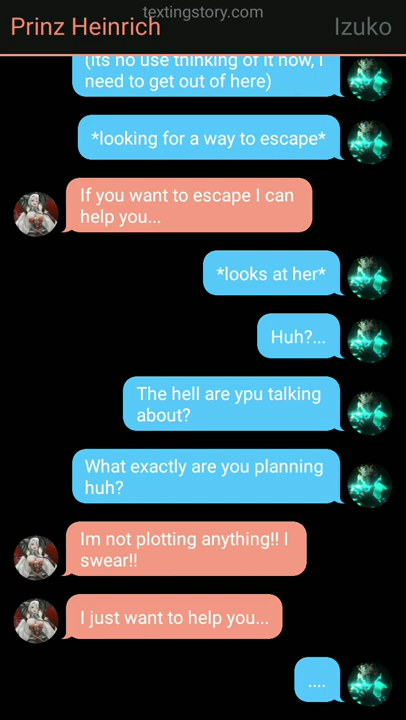 textingstory.com
Prinz Heinrich
Izuko
(its no use thinking of it now, I
need to get out of here)
*looking for a way to escape*
If you want to escape I can
help you...
*looks at her*
Huh?...
The hell are ypu talking
about?
What exactly are you planning
huh?
Im not plotting anything!! I
swear!!
I just want to help you...
....